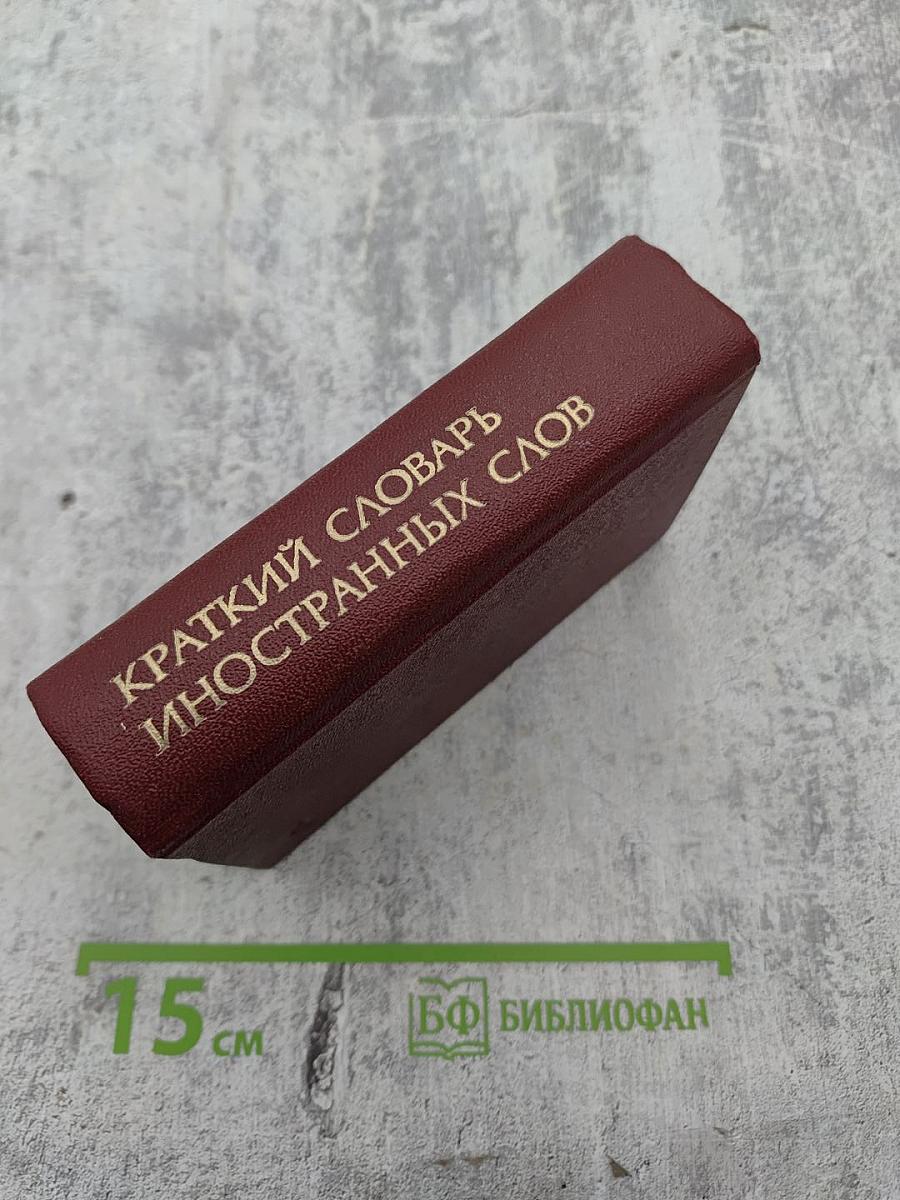 КРАТКИЙ СЛОВАРЬ
ИНОСТРАННЫХ СЛОВ
15 см
БФ БИБЛИОФАН